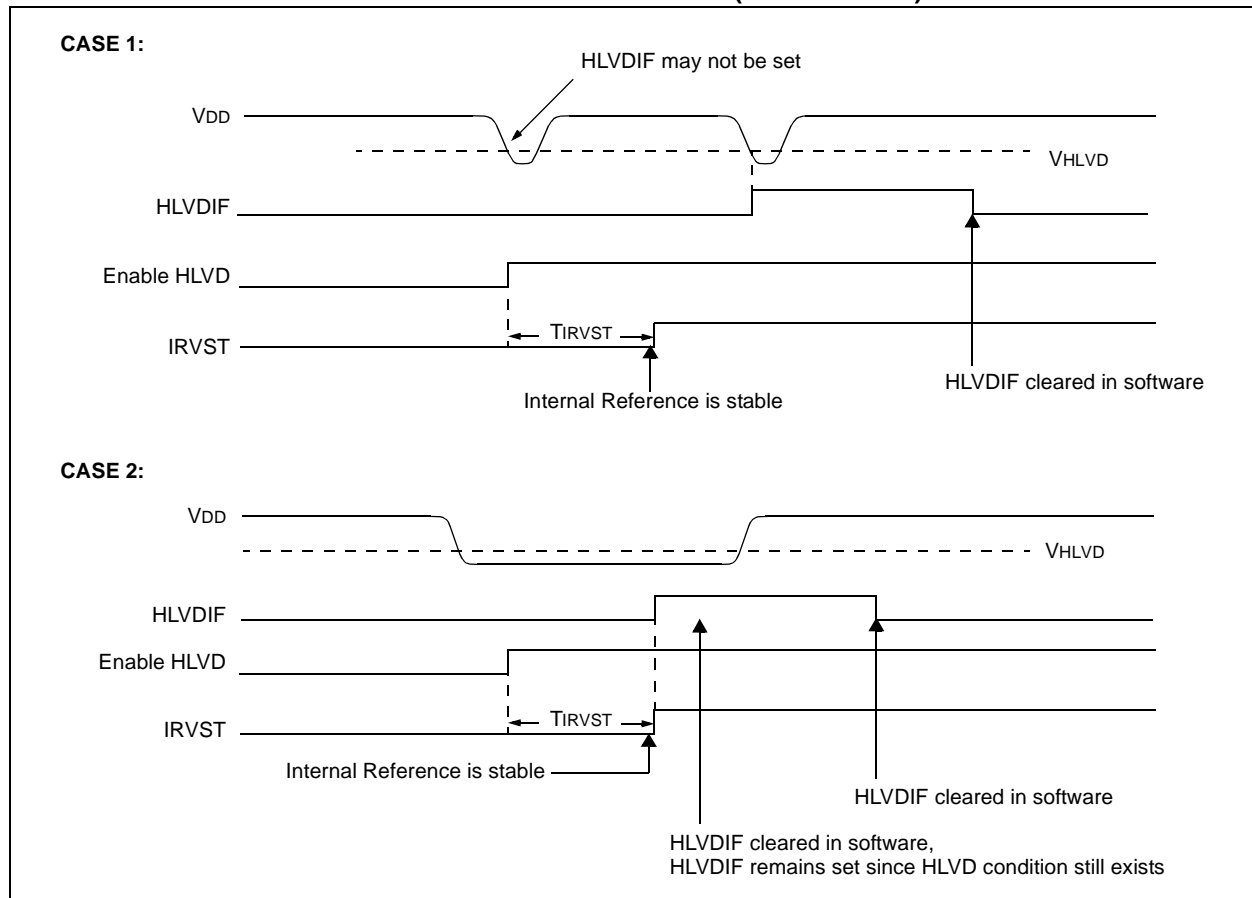 CASE 1:
HLVDIF may not be set
VDD
VHLVD
HLVDIF
Enable HLVD
TIRVST
IRVST
HLVDIF cleared in software
Internal Reference is stable
CASE 2:
VDD
VHLVD
HLVDIF
Enable HLVD
TIRVST
IRVST
Internal Reference is stable
HLVDIF cleared in software
HLVDIF cleared in software,
HLVDIF remains set since HLVD condition still exists